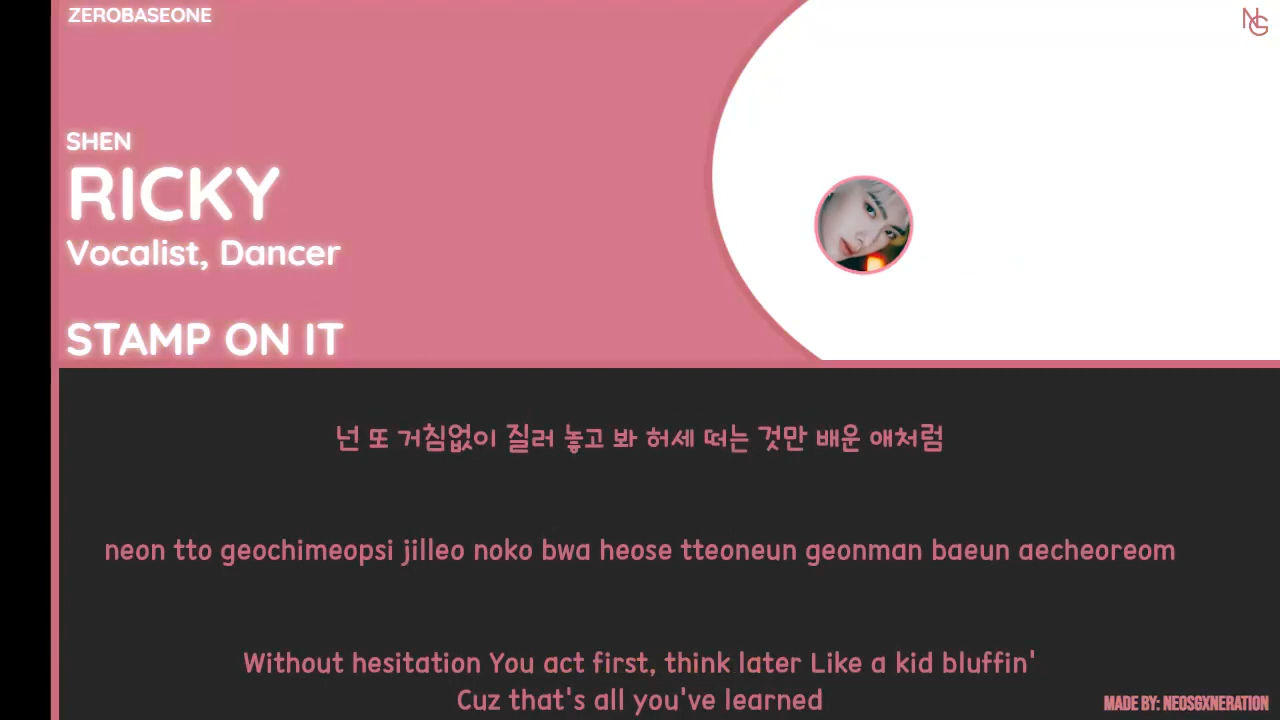 ZEROBASEONE
NG
SHEN
RICKY
Vocalist, Dancer
STAMP ON IT
넌 또 거침없이 질러 놓고 봐 허세 떠는 것만 배운 애처럼
neon tto geochimeopsi jilleo noko bwa heose tteoneun geonman baeun aecheoreom
Without hesitation You act first, think later Like a kid bluffin'
Cuz that's all you've learned
MADE BY: NEOSGXNERATION